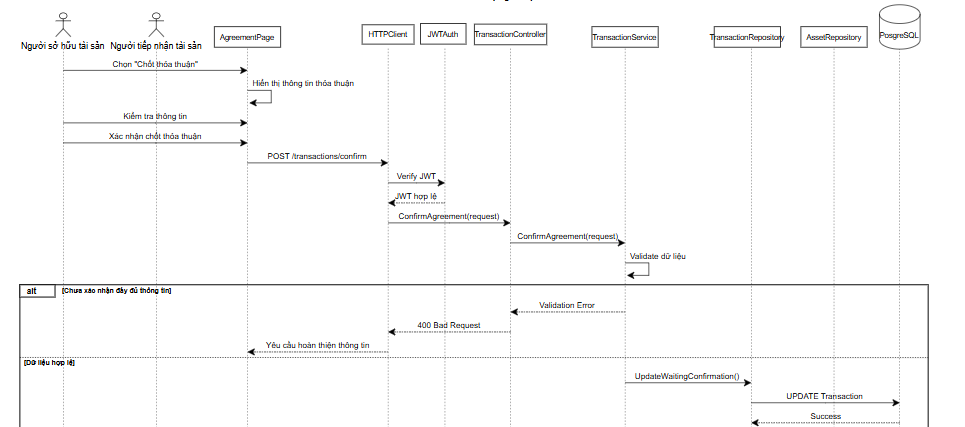 Người sở hữu tài sản
Người tiếp nhận tài sản
AgreementPage
HTTPClient
JWTAuth
TransactionController
TransactionService
TransactionRepository
AssetRepository
PosgreSQL
Chọn "Chốt thỏa thuận"
Hiển thị thông tin thỏa thuận
Kiểm tra thông tin
Xác nhận chốt thỏa thuận
POST /transactions/confirm
Verify JWT
JWT hợp lệ
ConfirmAgreement(request)
ConfirmAgreement(request)
Validate dữ liệu
alt
[Chưa xáo nhận đầy đủ thông tin]
Validation Error
400 Bad Request
Yêu cầu hoàn thiện thông tin
[Dữ liệu hợp lệ]
UpdateWaitingConfirmation()
UPDATE Transaction
Success